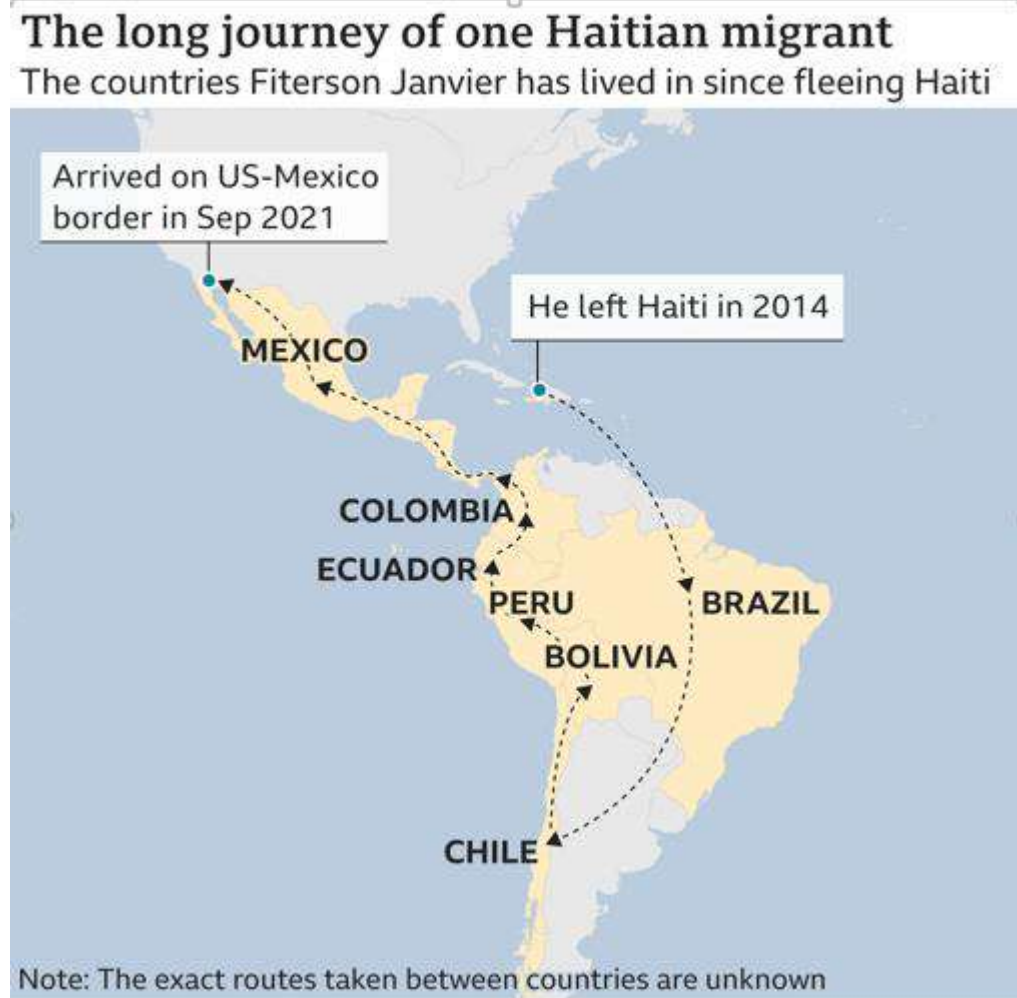 The long journey of one Haitian migrant
The countries Fiterson Janvier has lived in since fleeing Haiti
Arrived on US-Mexico
border in Sep 2021
He left Haiti in 2014
MEXICO
COLOMBIA
ECUADOR
PERU
BRAZIL
BOLIVIA
CHILE
Note: The exact routes taken between countries are unknown